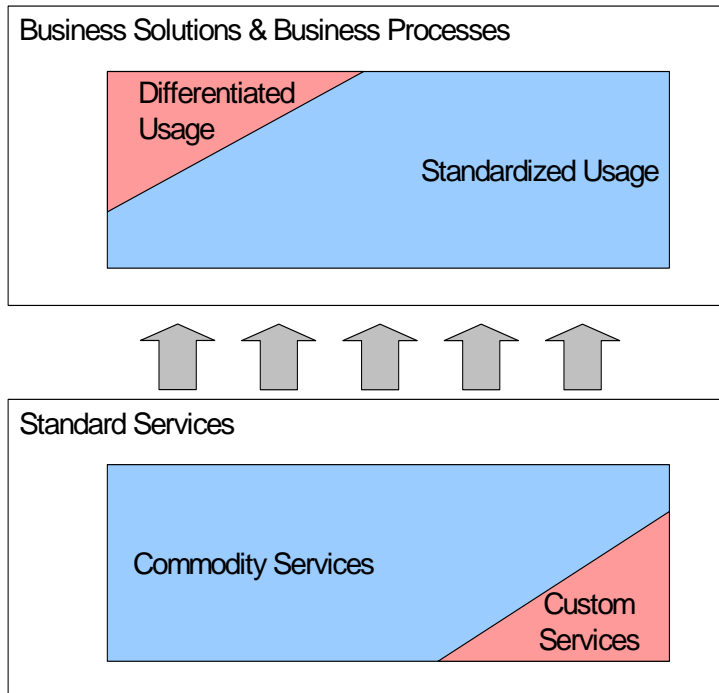 Business Solutions & Business Processes
Differentiated
Usage
Standardized Usage
Standard Services
Commodity Services
Custom
Services